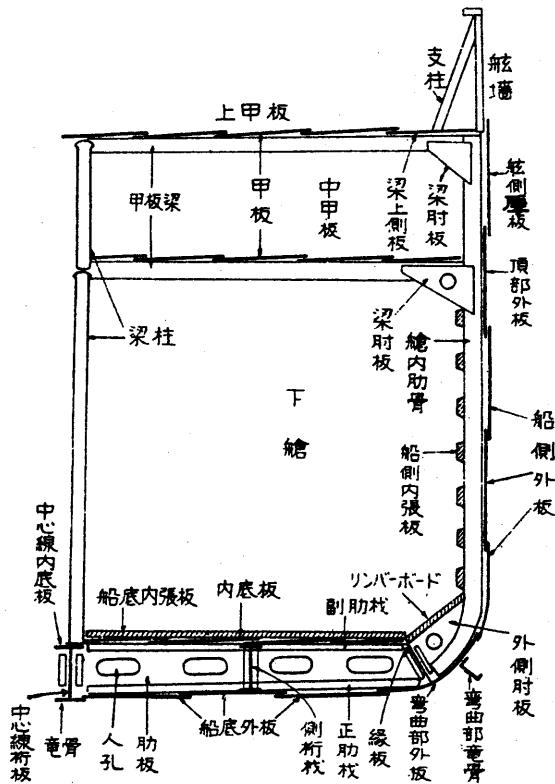 支柱
舷墻
上甲板
甲板梁
甲板
中甲板
梁上側板
梁肘板
舷側厚板
頂部外板
梁柱
梁肘板
艙内肋骨
下艙
船側内張板
船側外板
中心線内底板
船底内張板
内底板
リンバーボード
副肋材
外側肘板
中心線桁板
竜骨
人孔
肋板
船底外板
側桁材
正肋材
縁板
弯曲部外板
弯曲部竜骨